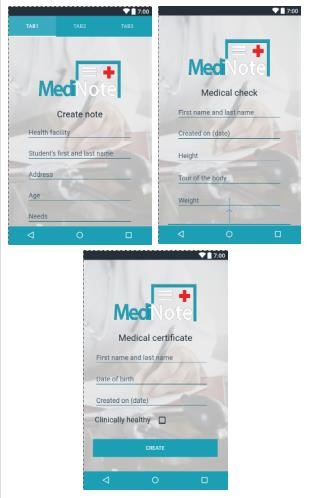 7:00
TAB1 TAB2 TAB3
MediNote
Create note
Health facility
Student's first and last name
Address
Age
Needs
7:00
MediNote
Medical check
First name and last name
Created on (date)
Height
Tour of the body
Weight
7:00
MediNote
Medical certificate
First name and last name
Date of birth
Created on (date)
Clinically healthy
CREATE